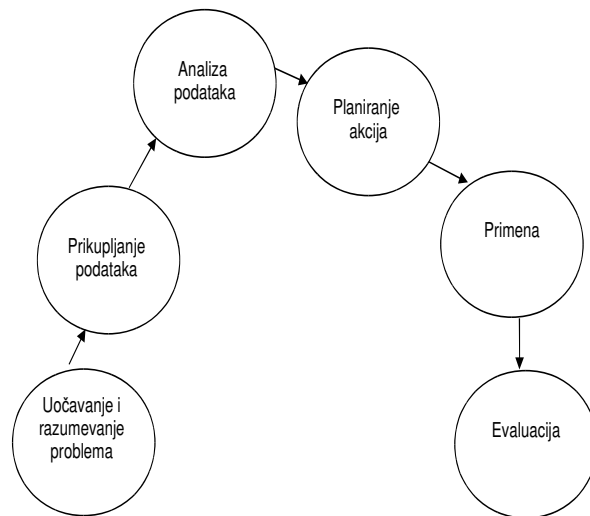 Uočavanje i
razumevanje
problema
Prikupljanje
podataka
Analiza
podataka
Planiranje
akcija
Primena
Evaluacija